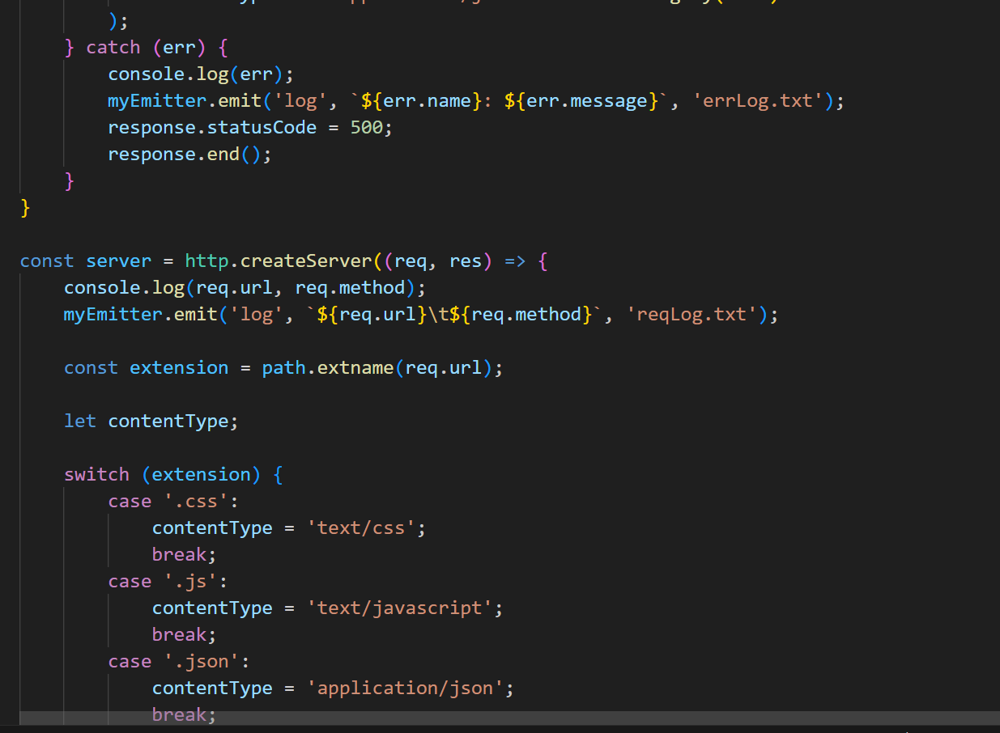 );
} catch (err) {
console.log(err);
myEmitter.emit('log', `${err.name}: ${err.message}`, 'errLog.txt');
response.statusCode = 500;
response.end();
}
}
const server = http.createServer((req, res) => {
console.log(req.url, req.method);
myEmitter.emit('log', `${req.url}\t${req.method}`, 'reqLog.txt');
const extension = path.extname(req.url);
let contentType;
switch (extension) {
case '.css':
contentType = 'text/css';
break;
case '.js':
contentType = 'text/javascript';
break;
case '.json':
contentType = 'application/json';
break;